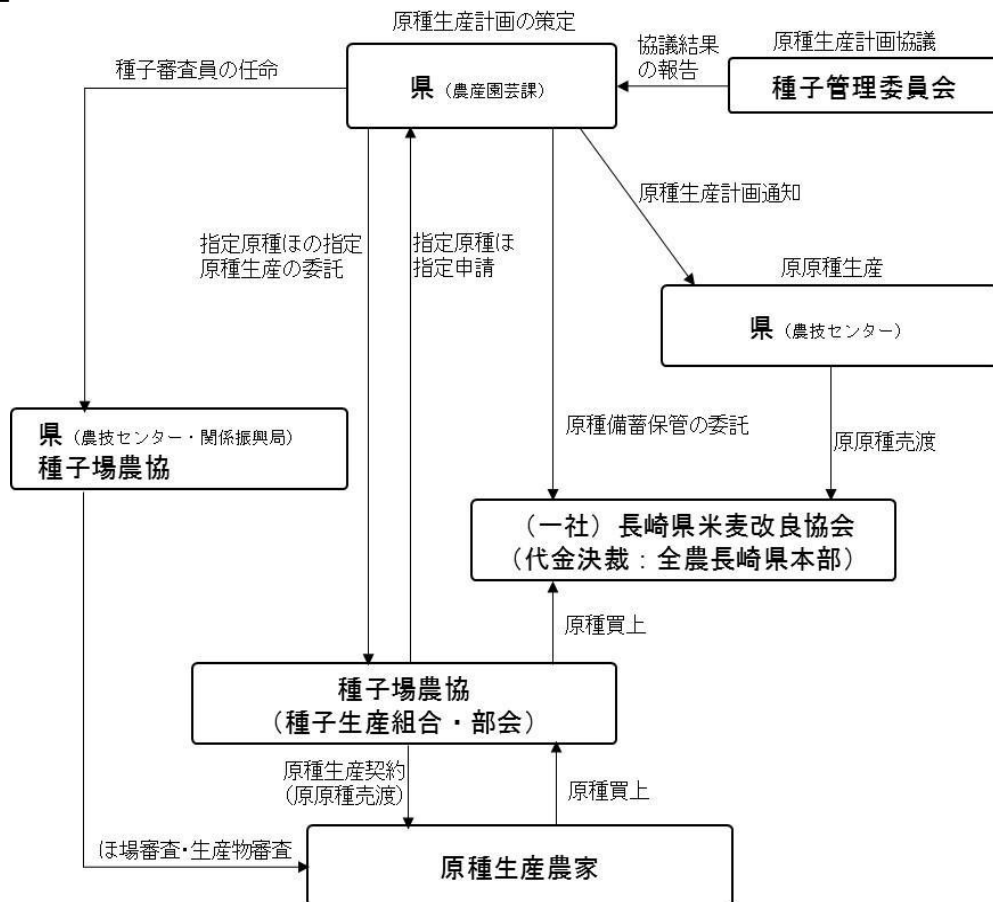 原種生産計画の策定
種子審査員の任命
県（農産園芸課）
協議結果
の報告
原種生産計画協議
種子管理委員会
原種生産計画通知
指定原種ほの指定
原種生産の委託
指定原種ほ
指定申請
原原種生産
県（農技センター）
県（農技センター・関係振興局）
種子場農協
原種備蓄保管の委託
原原種売渡
（一社）長崎県米麦改良協会
（代金決裁：全農長崎県本部）
原種買上
種子場農協
（種子生産組合・部会）
原種生産契約
(原原種売渡)
原種買上
ほ場審査・生産物審査
原種生産農家